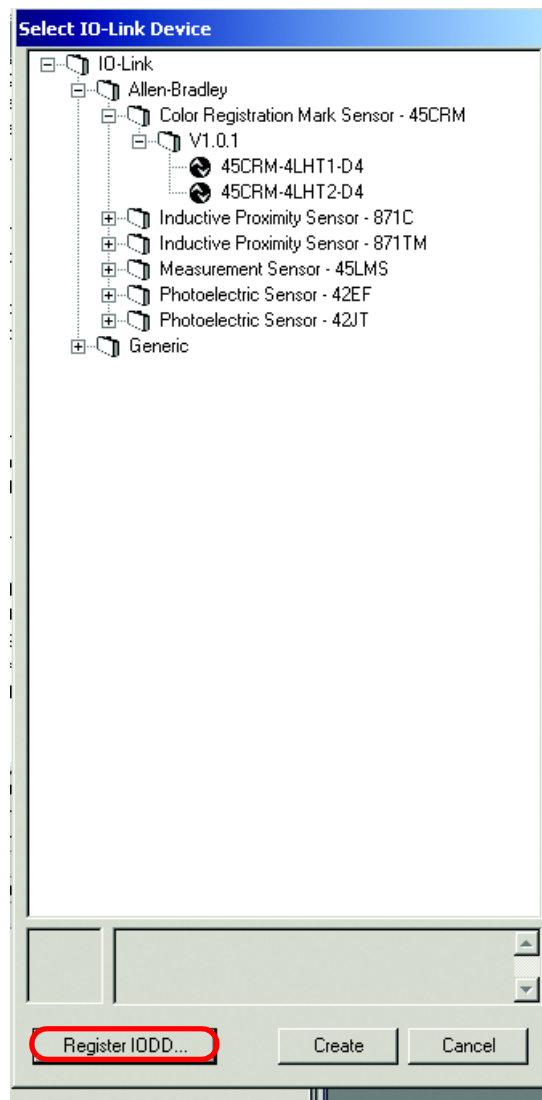 Select IO-Link Device
IO-Link
Allen-Bradley
Color Registration Mark Sensor - 45CRM
V1.0.1
45CRM-4LHT1-D4
45CRM-4LHT2-D4
Inductive Proximity Sensor - 871C
Inductive Proximity Sensor - 871TM
Measurement Sensor - 45LMS
Photoelectric Sensor - 42EF
Photoelectric Sensor - 42JT
Generic
Register IODD... Create Cancel